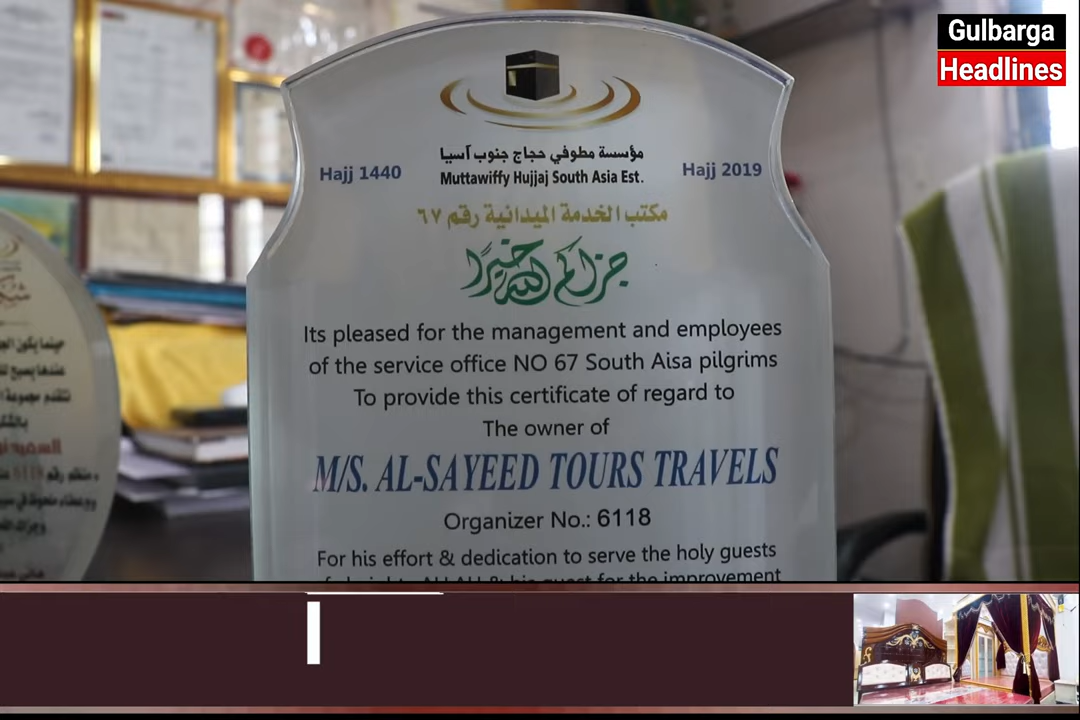 Gulbarga
Headlines
مؤسسة مطوفي حجاج جنوب آسيا
Hajj 1440
Muttawiffy Hujjaj South Asia Est.
Hajj 2019
مكتب الخدمة الميدانية رقم ٦٧
جزاكم الله خيرا
Its pleased for the management and employees
of the service office NO 67 South Aisa pilgrims
To provide this certificate of regard to
The owner of
M/S. AL-SAYEED TOURS TRAVELS
Organizer No.: 6118
For his effort & dedication to serve the holy guests
for the improvement